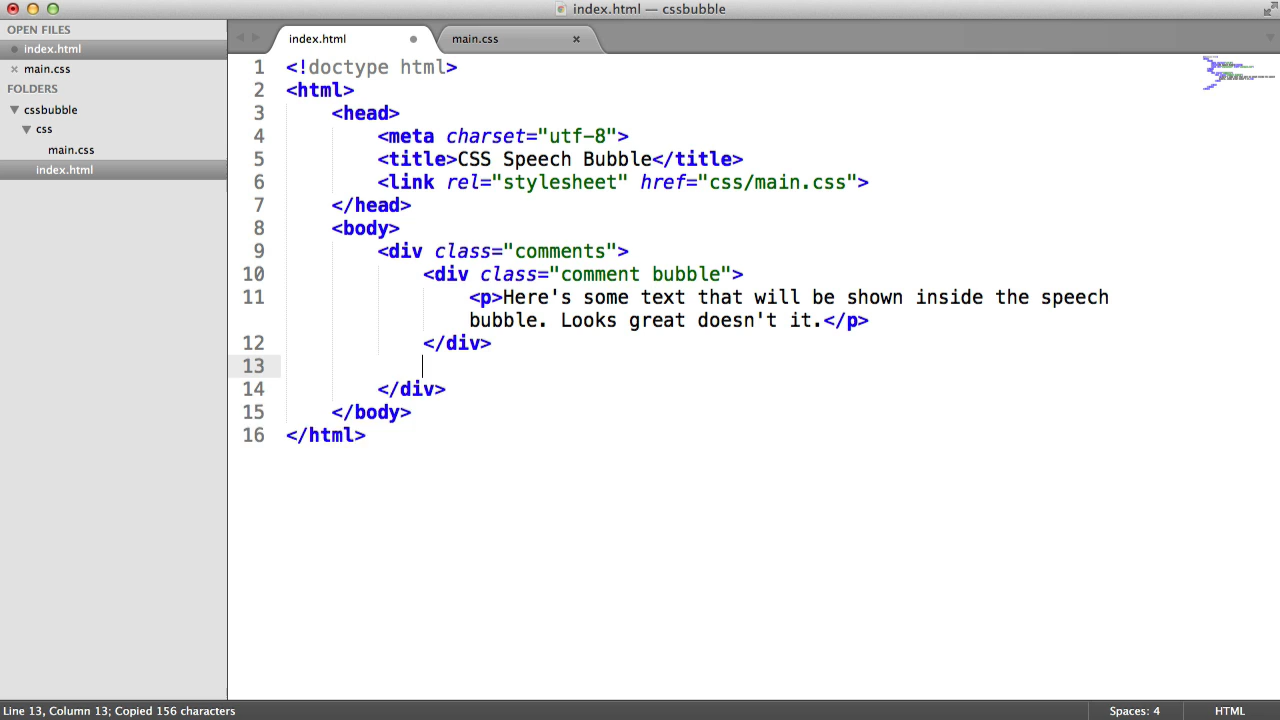 index.html — cssbubble
OPEN FILES
index.html
main.css
FOLDERS
cssbubble
css
main.css
index.html
index.html
main.css
1 <!doctype html>
2 <html>
3 <head>
4 <meta charset="utf-8">
5 <title>CSS Speech Bubble</title>
6 <link rel="stylesheet" href="css/main.css">
7 </head>
8 <body>
9 <div class="comments">
10 <div class="comment bubble">
11 <p>Here's some text that will be shown inside the speech
bubble. Looks great doesn't it.</p>
12 </div>
13
14 </div>
15 </body>
16 </html>
Line 13, Column 13; Copied 156 characters
Spaces: 4
HTML